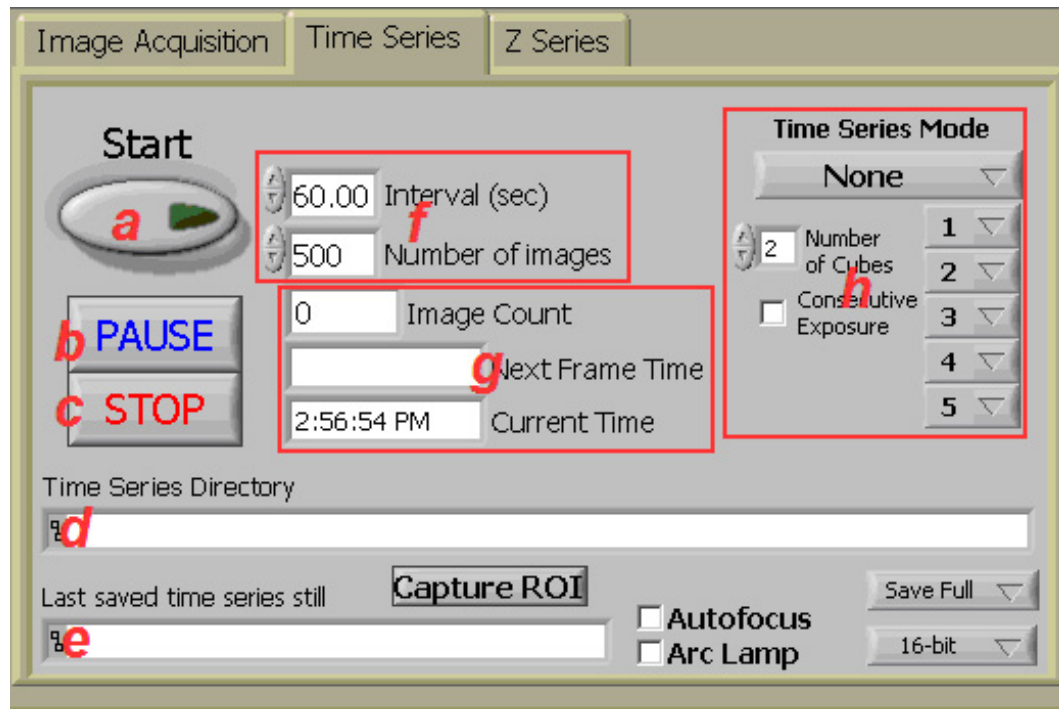 Image Acquisition Time Series Z Series
Start
a
60.00 Interval (sec)
f
500 Number of images
b PAUSE
c STOP
0 Image Count
g Next Frame Time
2:56:54 PM Current Time
Time Series Mode
None
2 Number
of Cubes
h
Consecutive
Exposure
1
2
3
4
5
Time Series Directory
d
Last saved time series still
e
Capture ROI
Autofocus
Arc Lamp
Save Full
16-bit